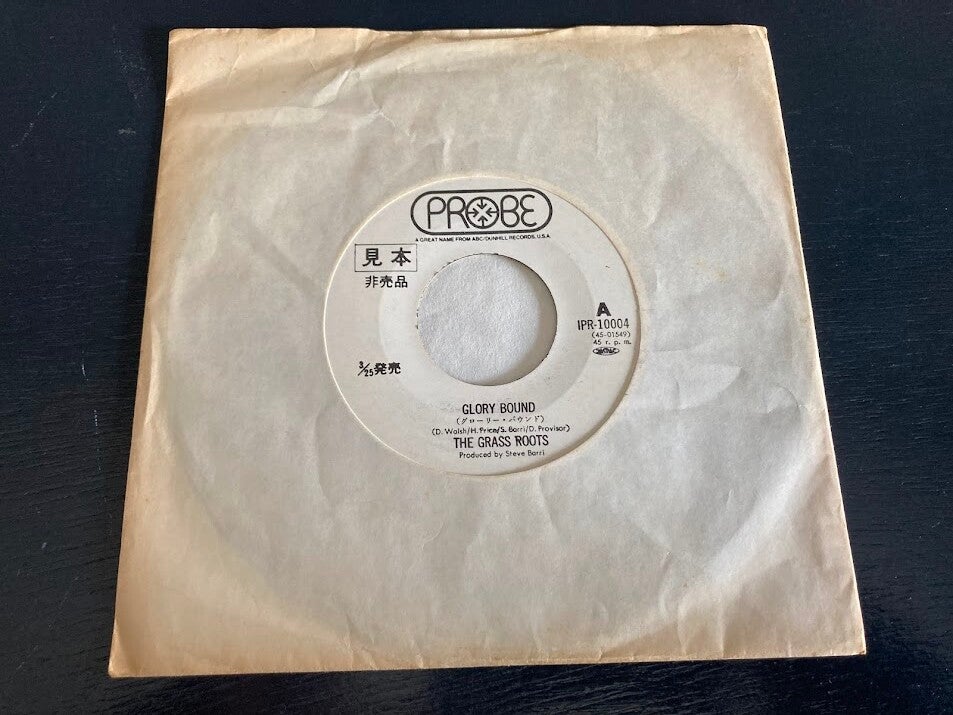 PROBE
A GREAT NAME FROM ABC/DUNHILL RECORDS, U.S.A.
見本
非売品
A
IPR-10004
(45-01549)
45 r. p. m.
3/25発売
GLORY BOUND
(グローリー・バウンド)
(D. Walsh/H. Price/S. Barri/D. Provisor)
THE GRASS ROOTS
Produced by Steve Barri